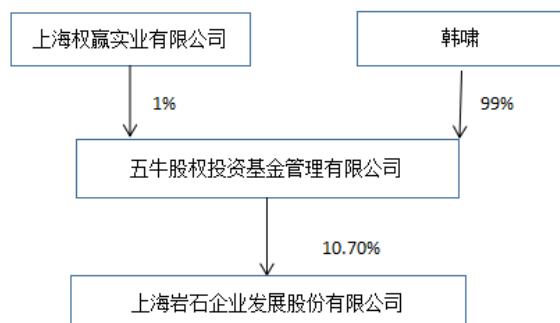 上海权赢实业有限公司
韩啸
1%
99%
五牛股权投资基金管理有限公司
10.70%
上海岩石企业发展股份有限公司